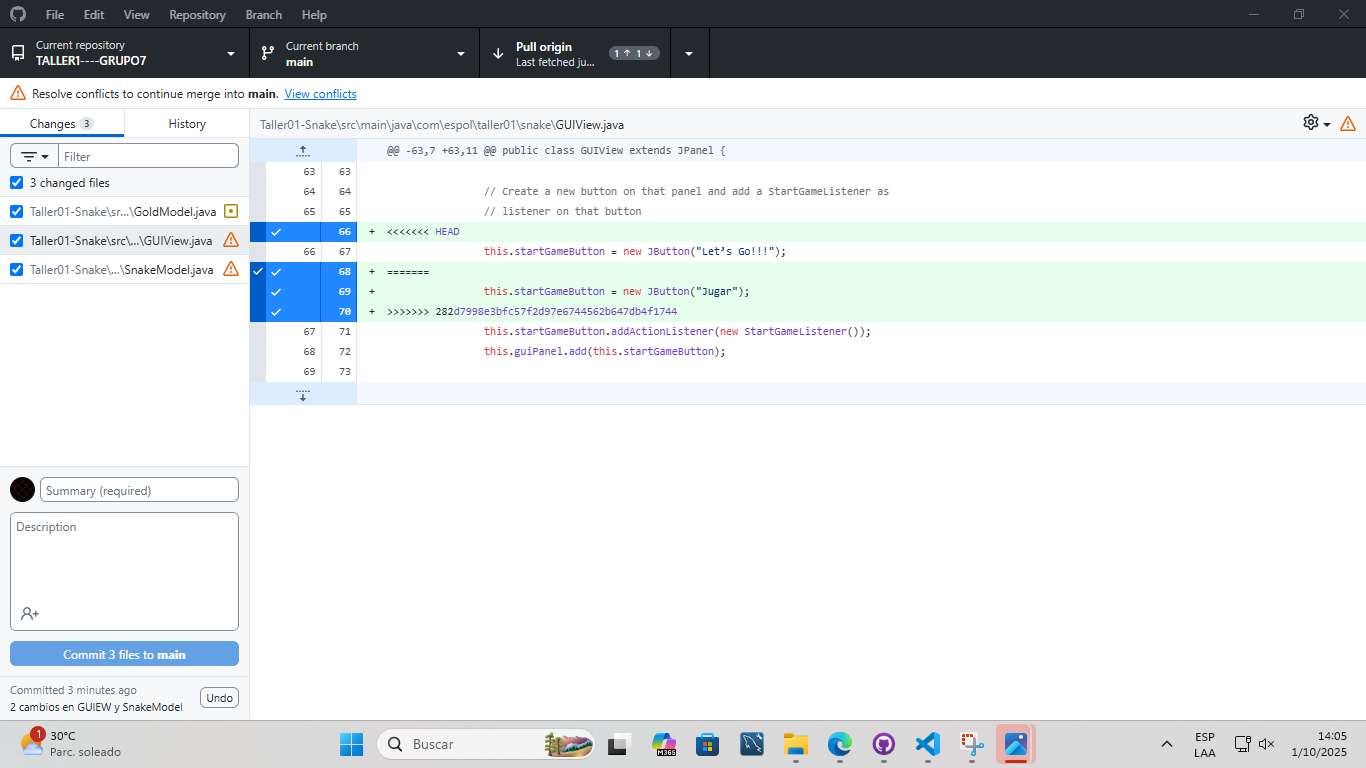 File Edit View Repository Branch Help
Current repository
TALLER1----GRUPO7
Current branch
main
Pull origin
Last fetched ju...
1 ↑ 1 ↓
Resolve conflicts to continue merge into main. View conflicts
Changes 3
History
Filter
3 changed files
Taller01-Snake\sr...\GoldModel.java
Taller01-Snake\src\...\GUIView.java
Taller01-Snake\...\SnakeModel.java
Taller01-Snake\src\main\java\com\espol\taller01\snake\GUIView.java
@@ -63,7 +63,11 @@ public class GUIView extends JPanel {
63 63
64 64 // Create a new button on that panel and add a StartGameListener as
65 65 // listener on that button
66 + <<<<<<< HEAD
66 67 this.startGameButton = new JButton("Let’s Go!!!");
68 + =======
69 + this.startGameButton = new JButton("Jugar");
70 + >>>>>>> 282d7998e3bfc57f2d97e6744562b647db4f1744
67 71 this.startGameButton.addActionListener(new StartGameListener());
68 72 this.guiPanel.add(this.startGameButton);
69 73
Summary (required)
Description
Commit 3 files to main
Committed 3 minutes ago
2 cambios en GUIEW y SnakeModel
Undo
1
30°C
Parc. soleado
Buscar
M365
ESP
LAA
14:05
1/10/2025